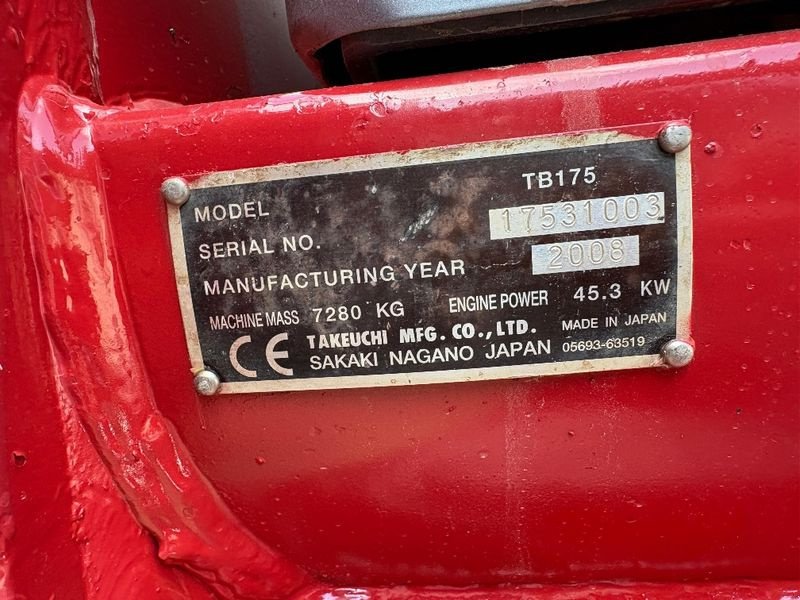 MODEL TB175
SERIAL NO. 17531003
MANUFACTURING YEAR 2008
MACHINE MASS 7280 KG ENGINE POWER 45.3 KW
CE TAKEUCHI MFG. CO.,LTD. MADE IN JAPAN
SAKAKI NAGANO JAPAN 05693-63519